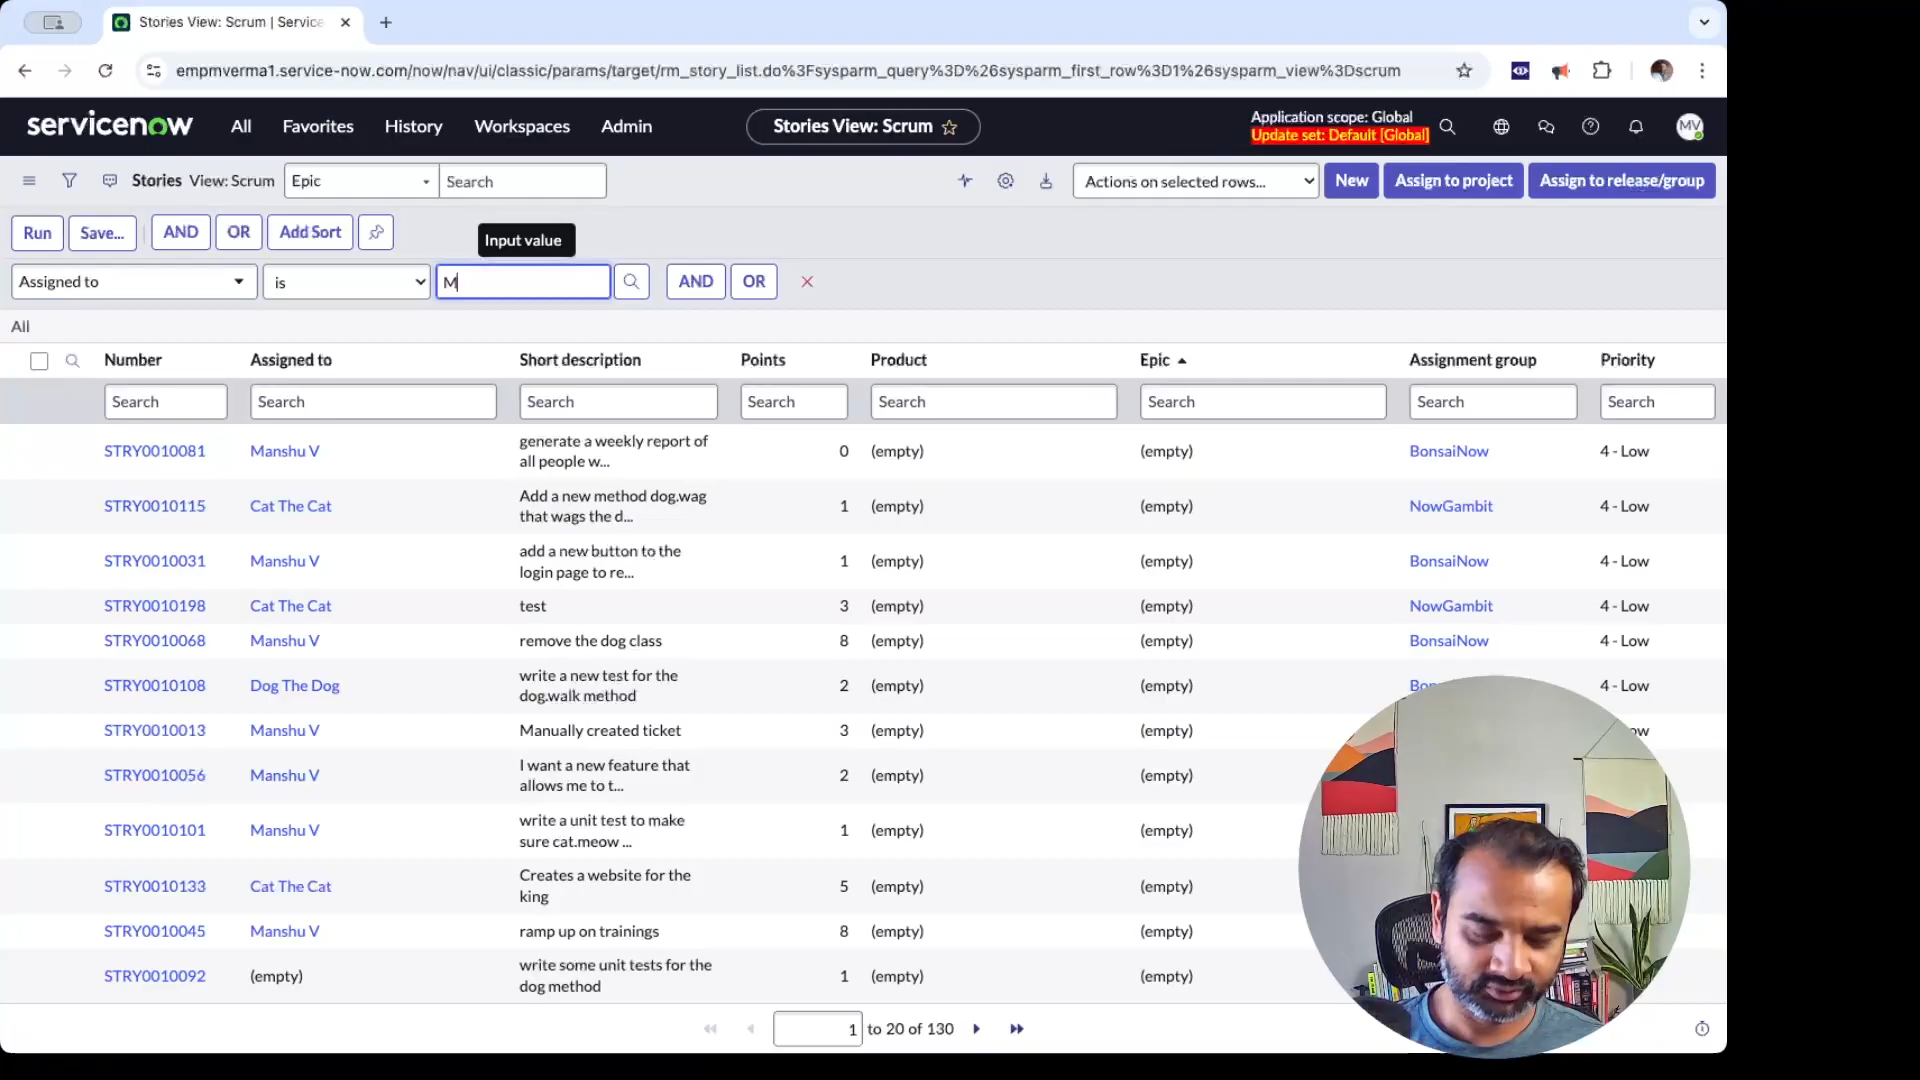 Stories View: Scrum | Service
empmverma1.service-now.com/now/nav/ui/classic/params/target/rm_story_list.do%3Fsysparm_query%3D%26sysparm_first_row%3D1%26sysparm_view%3Dscrum
servicenow All Favorites History Workspaces Admin Stories View: Scrum Application scope: Global
Update set: Default [Global] MV
Stories View: Scrum Epic Search Actions on selected rows... New Assign to project Assign to release/group
Run Save... AND OR Add Sort Input value
Assigned to is M AND OR
All
Number Assigned to Short description Points Product Epic Assignment group Priority
Search Search Search Search Search Search Search Search
STRY0010081 Manshu V generate a weekly report of all people w... 0 (empty) (empty) BonsaiNow 4 - Low
STRY0010115 Cat The Cat Add a new method dog.wag that wags the d... 1 (empty) (empty) NowGambit 4 - Low
STRY0010031 Manshu V add a new button to the login page to re... 1 (empty) (empty) BonsaiNow 4 - Low
STRY0010198 Cat The Cat test 3 (empty) (empty) NowGambit 4 - Low
STRY0010068 Manshu V remove the dog class 8 (empty) (empty) BonsaiNow 4 - Low
STRY0010108 Dog The Dog write a new test for the dog.walk method 2 (empty) (empty) 4 - Low
STRY0010013 Manshu V Manually created ticket 3 (empty) (empty)
STRY0010056 Manshu V I want a new feature that allows me to t... 2 (empty) (empty)
STRY0010101 Manshu V write a unit test to make sure cat.meow ... 1 (empty) (empty)
STRY0010133 Cat The Cat Creates a website for the king 5 (empty) (empty)
STRY0010045 Manshu V ramp up on trainings 8 (empty) (empty)
STRY0010092 (empty) write some unit tests for the dog method 1 (empty) (empty)
1 to 20 of 130